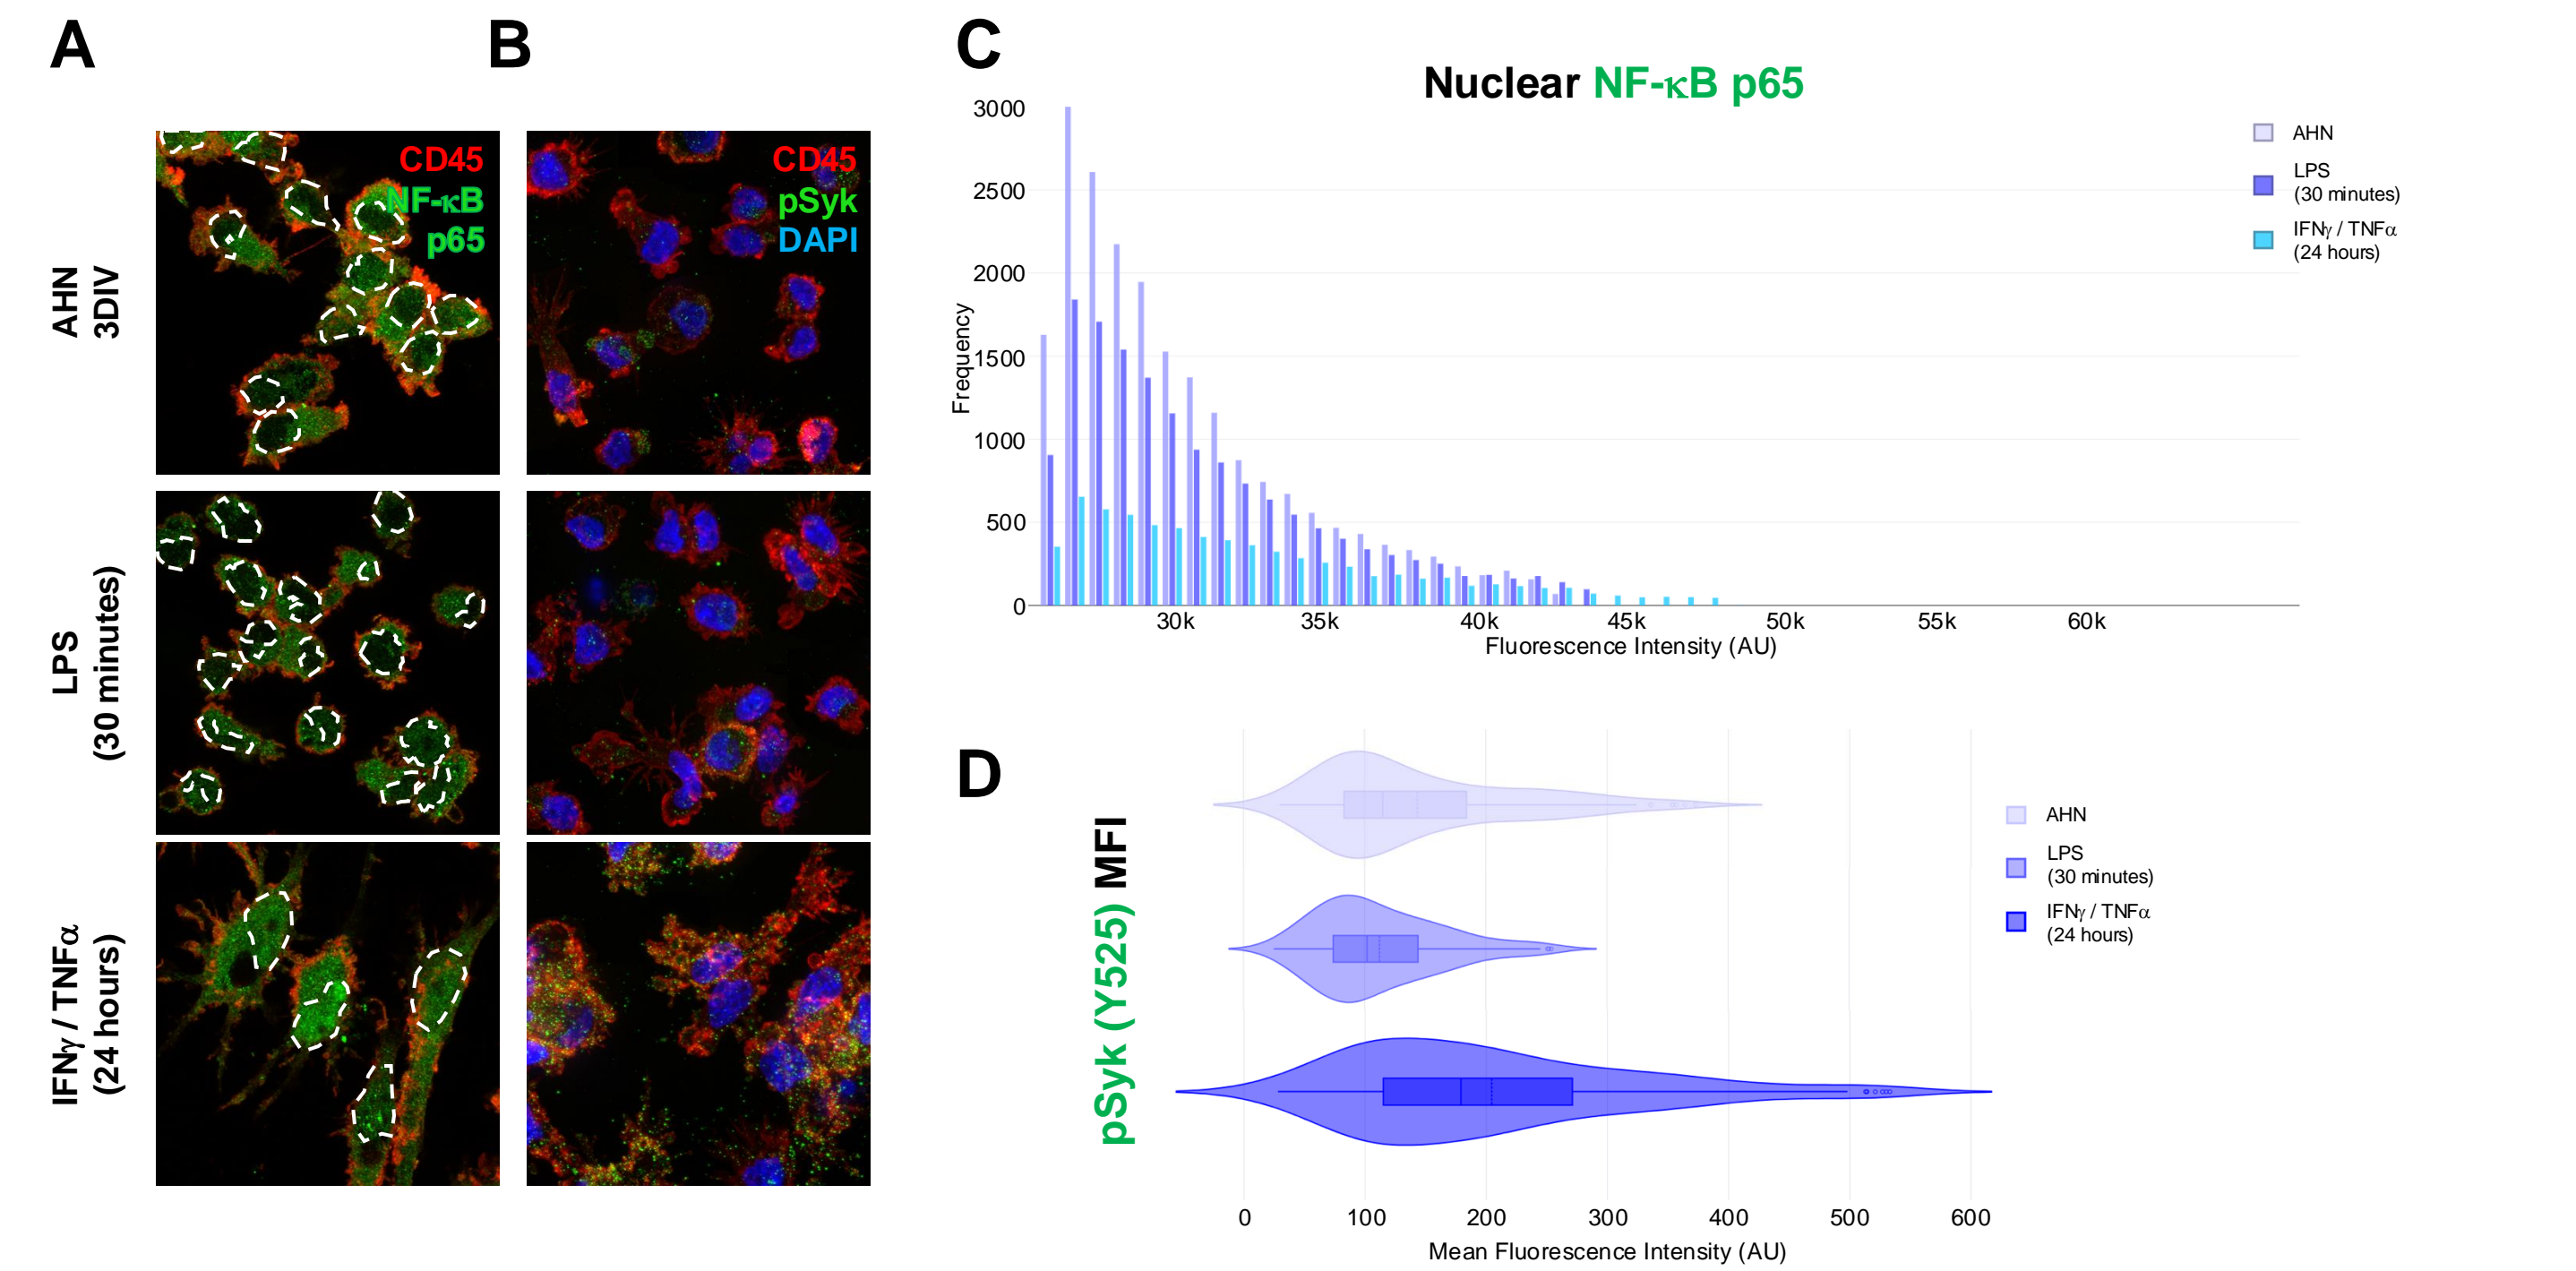 A
B
C
D
AHN
3DIV
LPS
(30 minutes)
IFNγ / TNFα
(24 hours)
CD45
NF-κB
p65
CD45
pSyk
DAPI
Nuclear NF-κB p65
3000
2500
2000
1500
1000
500
0
Frequency
30k
35k
40k
45k
50k
55k
60k
Fluorescence Intensity (AU)
AHN
LPS
(30 minutes)
IFNγ / TNFα
(24 hours)
pSyk (Y525) MFI
AHN
LPS
(30 minutes)
IFNγ / TNFα
(24 hours)
0
100
200
300
400
500
600
Mean Fluorescence Intensity (AU)